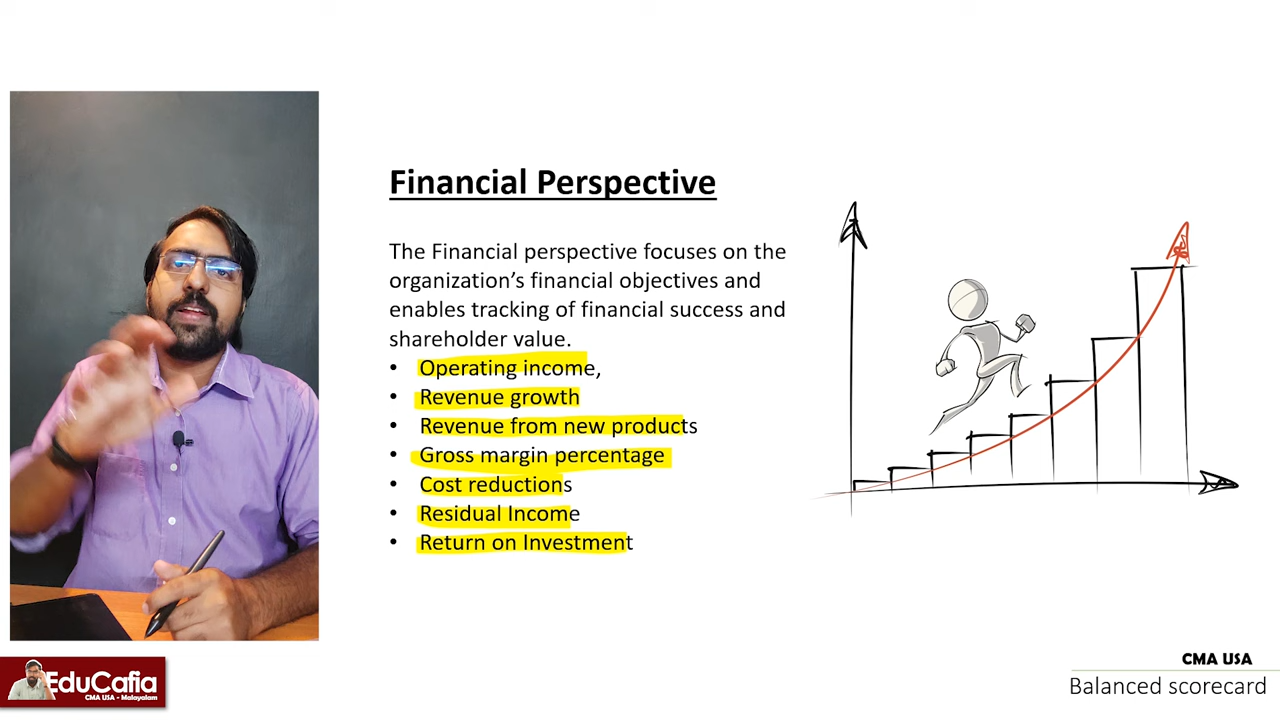 Financial Perspective
The Financial perspective focuses on the
organization’s financial objectives and
enables tracking of financial success and
shareholder value.
• Operating income,
• Revenue growth
• Revenue from new products
• Gross margin percentage
• Cost reductions
• Residual Income
• Return on Investment
EduCafia
CMA USA - Malayalam
CMA USA
Balanced scorecard